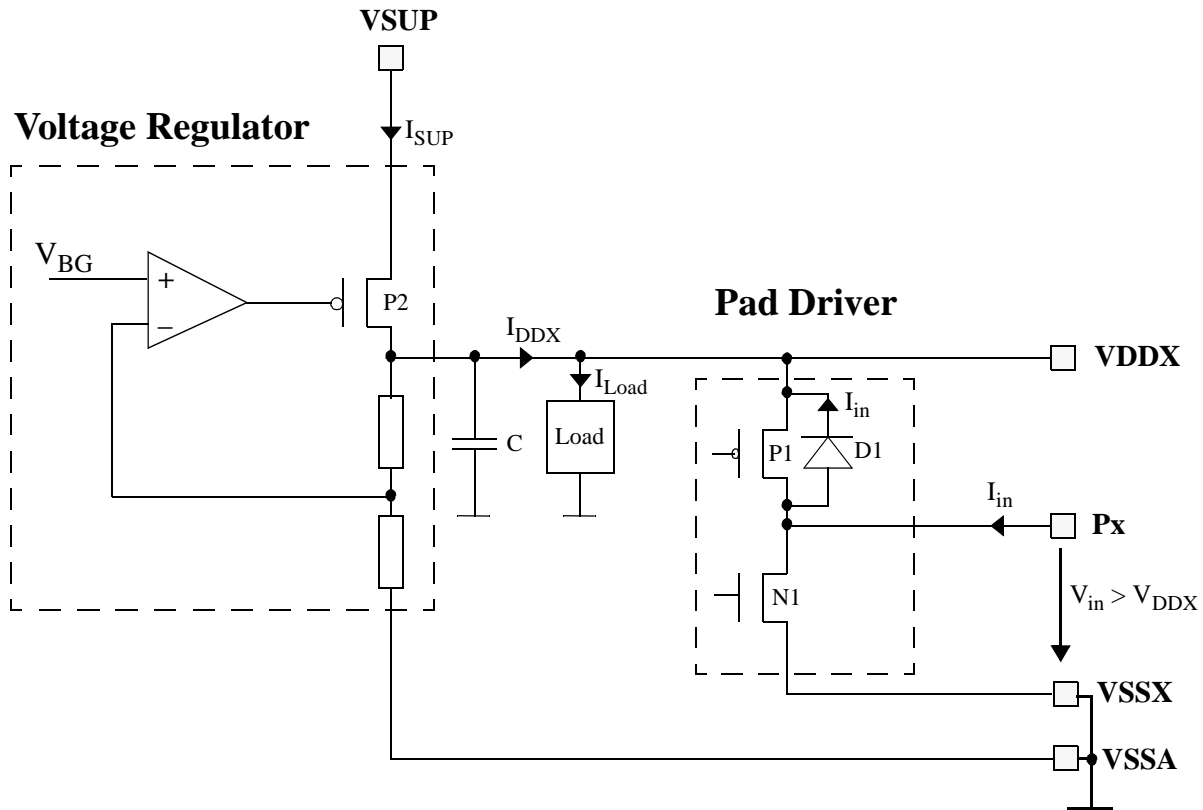 VSUP
Voltage Regulator
I_SUP
V_BG
+
–
P2
Pad Driver
I_DDX
VDDX
I_Load
I_in
Load
C
P1
D1
I_in
Px
N1
V_in > V_DDX
VSSX
VSSA